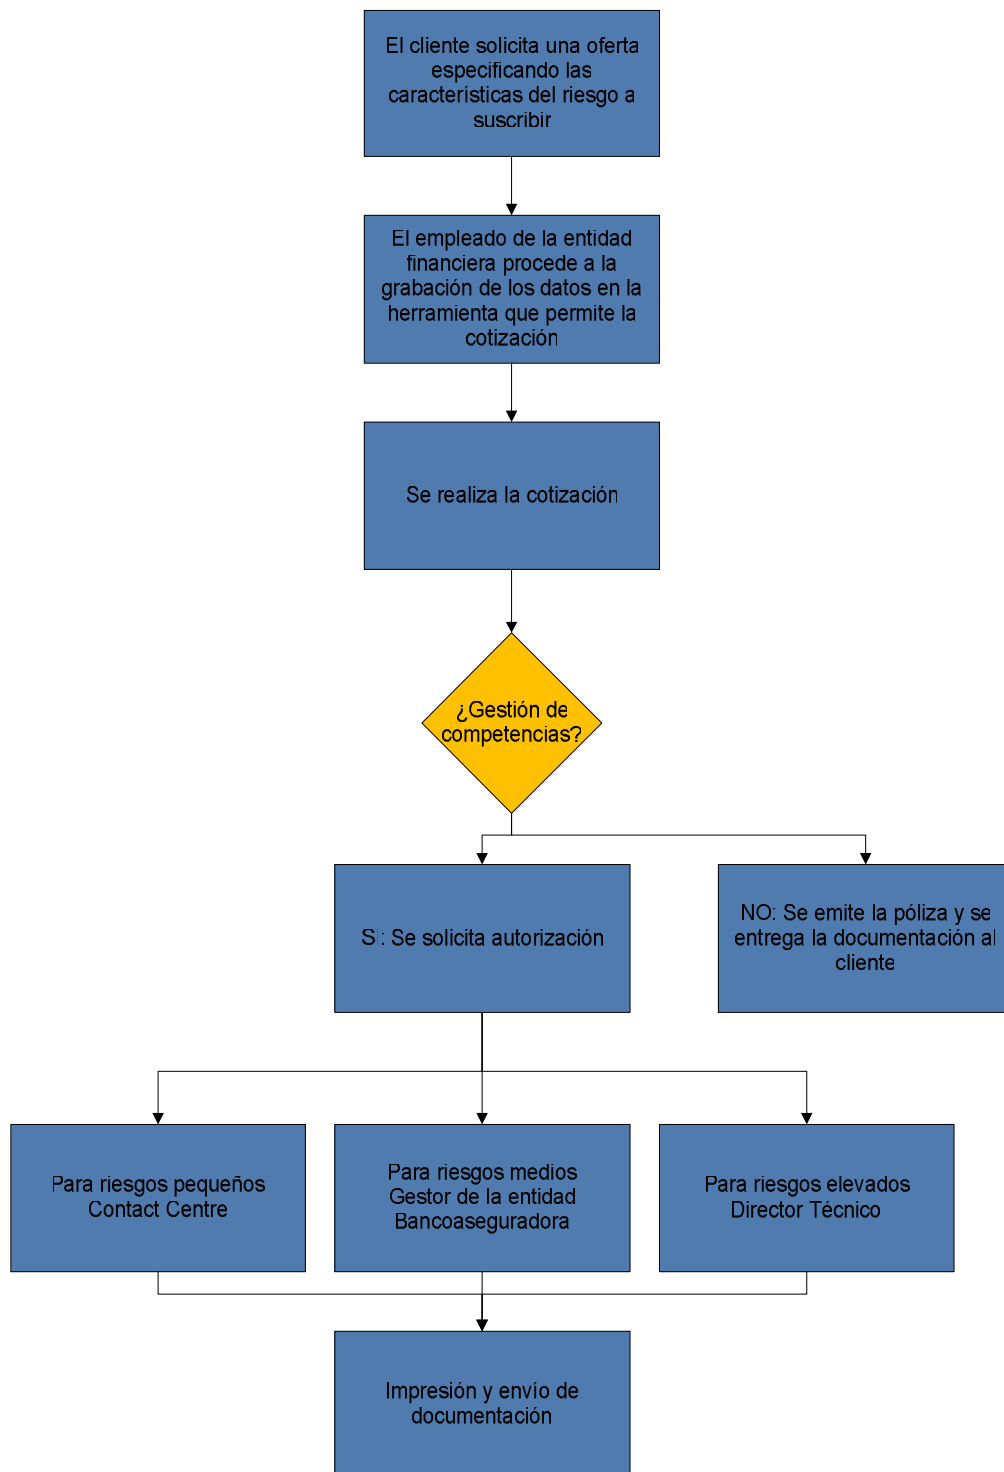 El cliente solicita una oferta
especificando las
características del riesgo a
suscribir
El empleado de la entidad
financiera procede a la
grabación de los datos en la
herramienta que permite la
cotización
Se realiza la cotización
¿Gestión de
competencias?
SI: Se solicita autorización
NO: Se emite la póliza y se
entrega la documentación al
cliente
Para riesgos pequeños
Contact Centre
Para riesgos medios
Gestor de la entidad
Bancoaseguradora
Para riesgos elevados
Director Técnico
Impresión y envío de
documentación